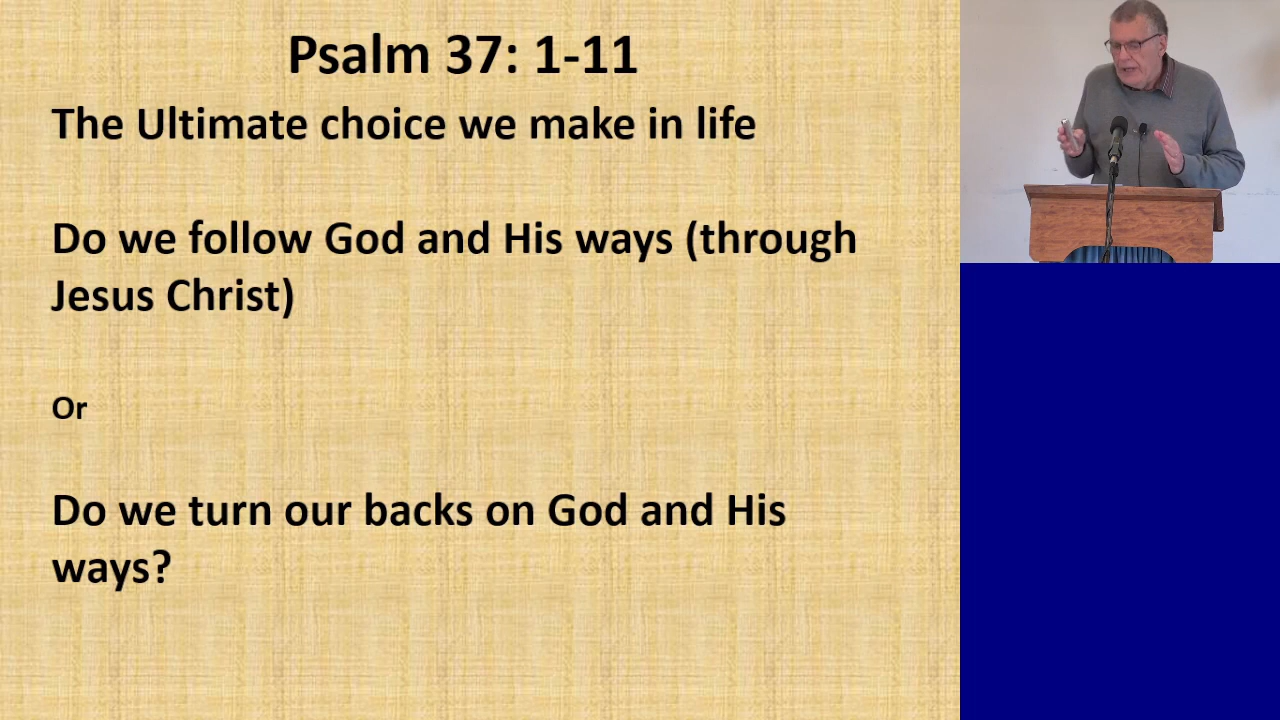 Psalm 37: 1-11
The Ultimate choice we make in life
Do we follow God and His ways (through
Jesus Christ)
Or
Do we turn our backs on God and His
ways?